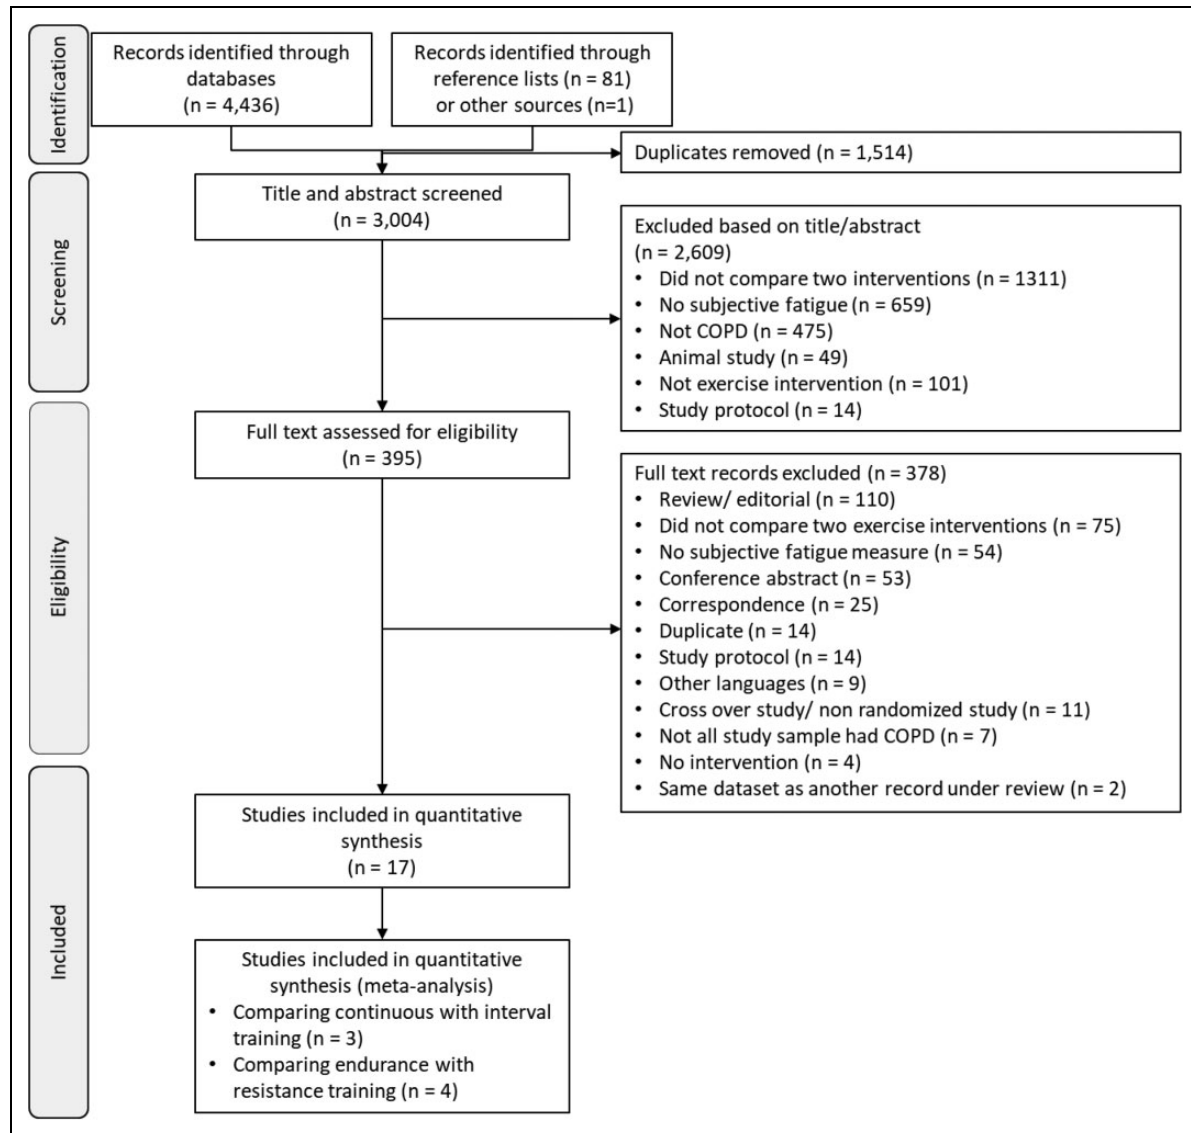 Identification
Records identified through
databases
(n = 4,436)
Records identified through
reference lists (n = 81)
or other sources (n=1)
Duplicates removed (n = 1,514)
Screening
Title and abstract screened
(n = 3,004)
Excluded based on title/abstract
(n = 2,609)
• Did not compare two interventions (n = 1311)
• No subjective fatigue (n = 659)
• Not COPD (n = 475)
• Animal study (n = 49)
• Not exercise intervention (n = 101)
• Study protocol (n = 14)
Eligibility
Full text assessed for eligibility
(n = 395)
Full text records excluded (n = 378)
• Review/ editorial (n = 110)
• Did not compare two exercise interventions (n = 75)
• No subjective fatigue measure (n = 54)
• Conference abstract (n = 53)
• Correspondence (n = 25)
• Duplicate (n = 14)
• Study protocol (n = 14)
• Other languages (n = 9)
• Cross over study/ non randomized study (n = 11)
• Not all study sample had COPD (n = 7)
• No intervention (n = 4)
• Same dataset as another record under review (n = 2)
Included
Studies included in quantitative
synthesis
(n = 17)
Studies included in quantitative
synthesis (meta-analysis)
• Comparing continuous with interval
training (n = 3)
• Comparing endurance with
resistance training (n = 4)